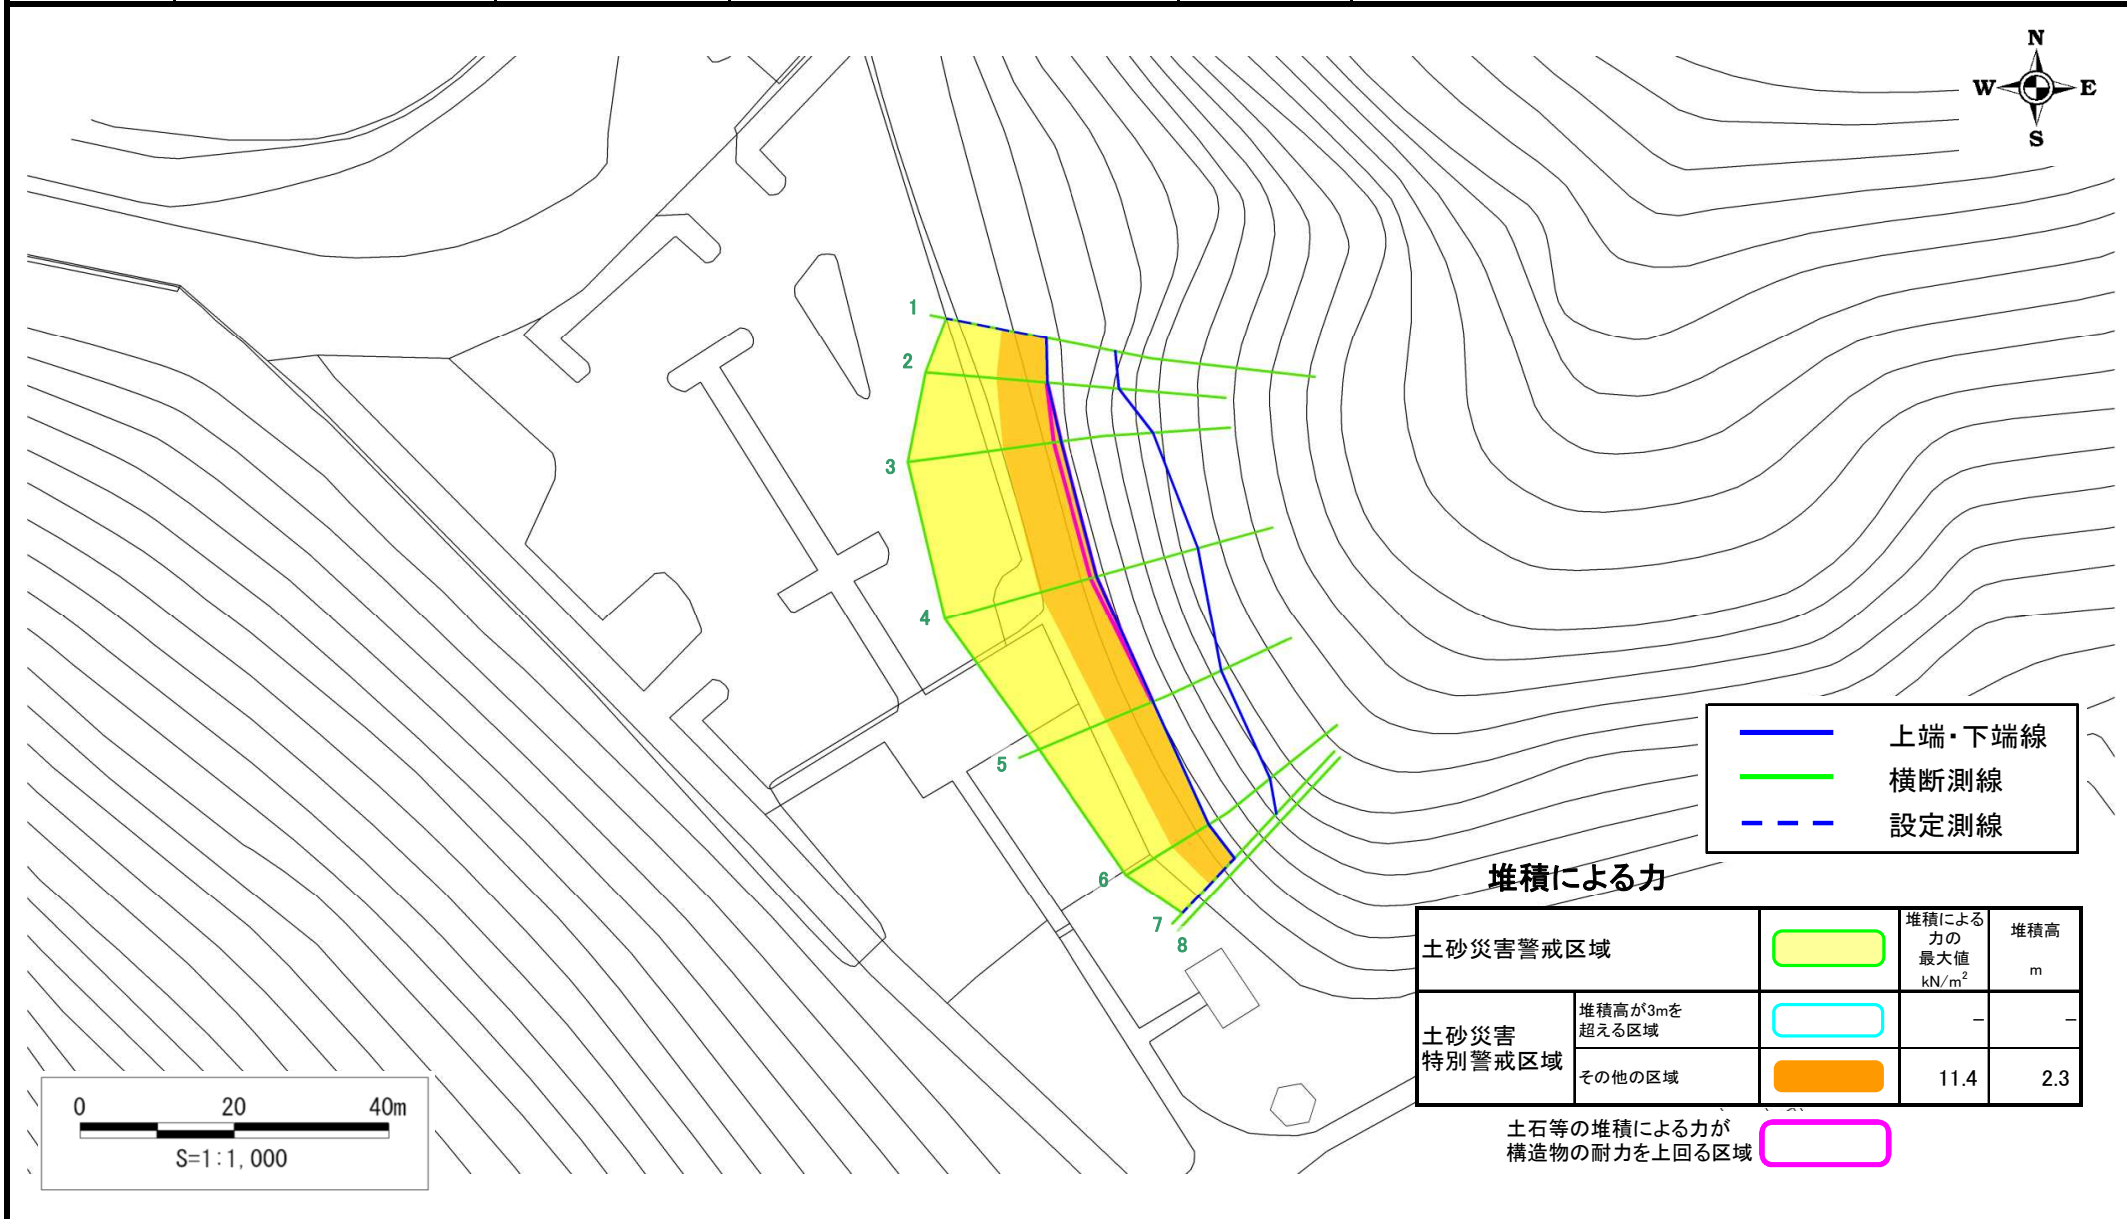 N
W E
S
1
2
3
4
5
6
7
8
上端・下端線
横断測線
設定測線
堆積による力
土砂災害警戒区域
堆積による
力の
最大値
kN/m²
堆積高
m
土砂災害
特別警戒区域
堆積高が3mを
超える区域
－ －
その他の区域
11.4 2.3
土石等の堆積による力が
構造物の耐力を上回る区域
0 20 40m
S=1:1,000